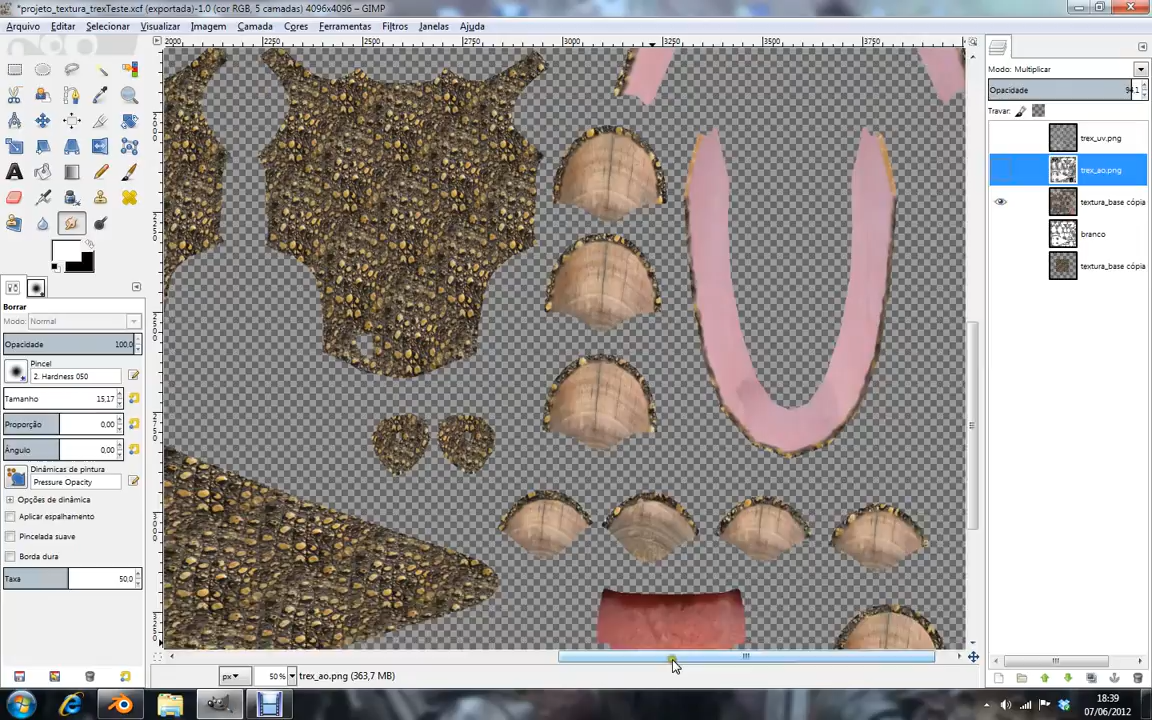 *projeto_textura_trexTeste.xcf (exportada)-1.0 (cor RGB, 5 camadas) 4096x4096 – GIMP
Arquivo Editar Selecionar Visualizar Imagem Camada Cores Ferramentas Filtros Janelas Ajuda
2000 2250 2500 2750 3000 3250 3500 3750
Modo: Multiplicar
Opacidade 94,1
Travar:
trex_uv.png
trex_ao.png
textura_base cópia
branco
textura_base cópia
Borrar
Modo: Normal
Opacidade 100,0
Pincel
2. Hardness 050
Tamanho 15,17
Proporção 0,00
Ângulo 0,00
Dinâmicas de pintura
Pressure Opacity
Opções de dinâmica
Aplicar espalhamento
Pincelada suave
Borda dura
Taxa 50,0
px 50% trex_ao.png (363,7 MB)
18:39
07/06/2012